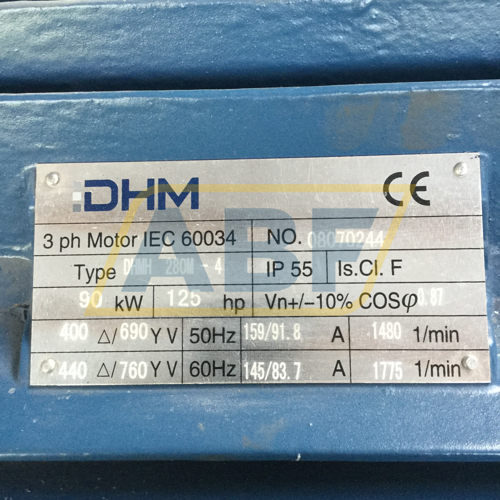 DHM CE
3 ph Motor IEC 60034 NO. 08070244
Type DHMH 280M - 4 IP 55 Is.Cl. F
90 kW 125 hp Vn+/-10% COSφ 0.87
400 △/690 Y V 50Hz 159/91.8 A 1480 1/min
440 △/760 Y V 60Hz 145/83.7 A 1775 1/min
ABF